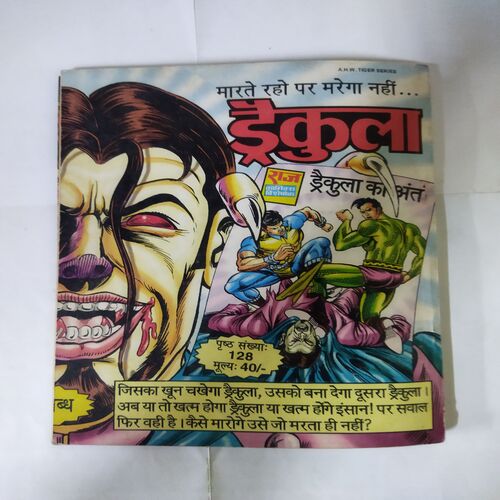 A.H.W. TIGER SERIES
मारते रहो पर मरेगा नहीं...
ड्रैकुला
राज
कॉमिक्स
विशेषांक
ड्रैकुला का अंत
पृष्ठ संख्या:
128
मूल्य: 40/-
ब्ध
जिसका खून चखेगा ड्रैकुला, उसको बना देगा दूसरा ड्रैकुला।
अब या तो खत्म होगा ड्रैकुला या खत्म होंगे इंसान! पर सवाल
फिर वही है। कैसे मारोगे उसे जो मरता ही नहीं?